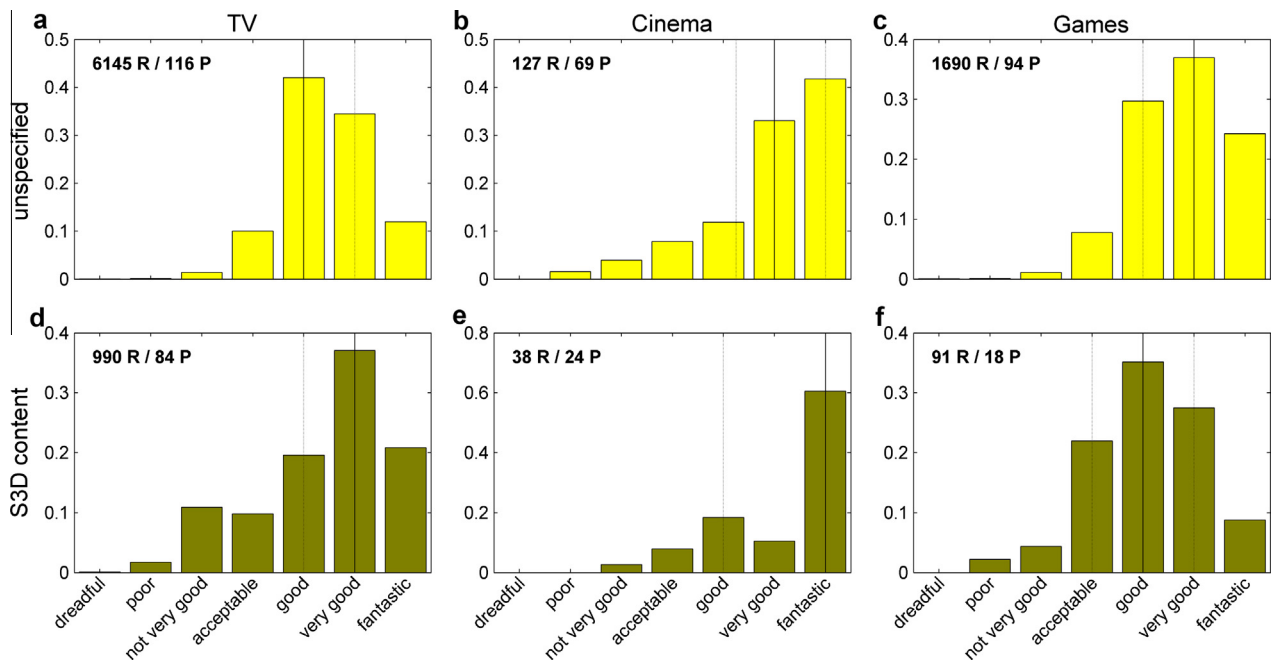 a TV b Cinema c Games
unspecified
0.5
0.4
0.3
0.2
0.1
0
6145 R / 116 P
0.5
0.4
0.3
0.2
0.1
0
127 R / 69 P
0.4
0.3
0.2
0.1
0
1690 R / 94 P
d e f
S3D content
0.4
0.3
0.2
0.1
0
990 R / 84 P
dreadful
poor
not very good
acceptable
good
very good
fantastic
0.8
0.6
0.4
0.2
0
38 R / 24 P
dreadful
poor
not very good
acceptable
good
very good
fantastic
0.4
0.3
0.2
0.1
0
91 R / 18 P
dreadful
poor
not very good
acceptable
good
very good
fantastic